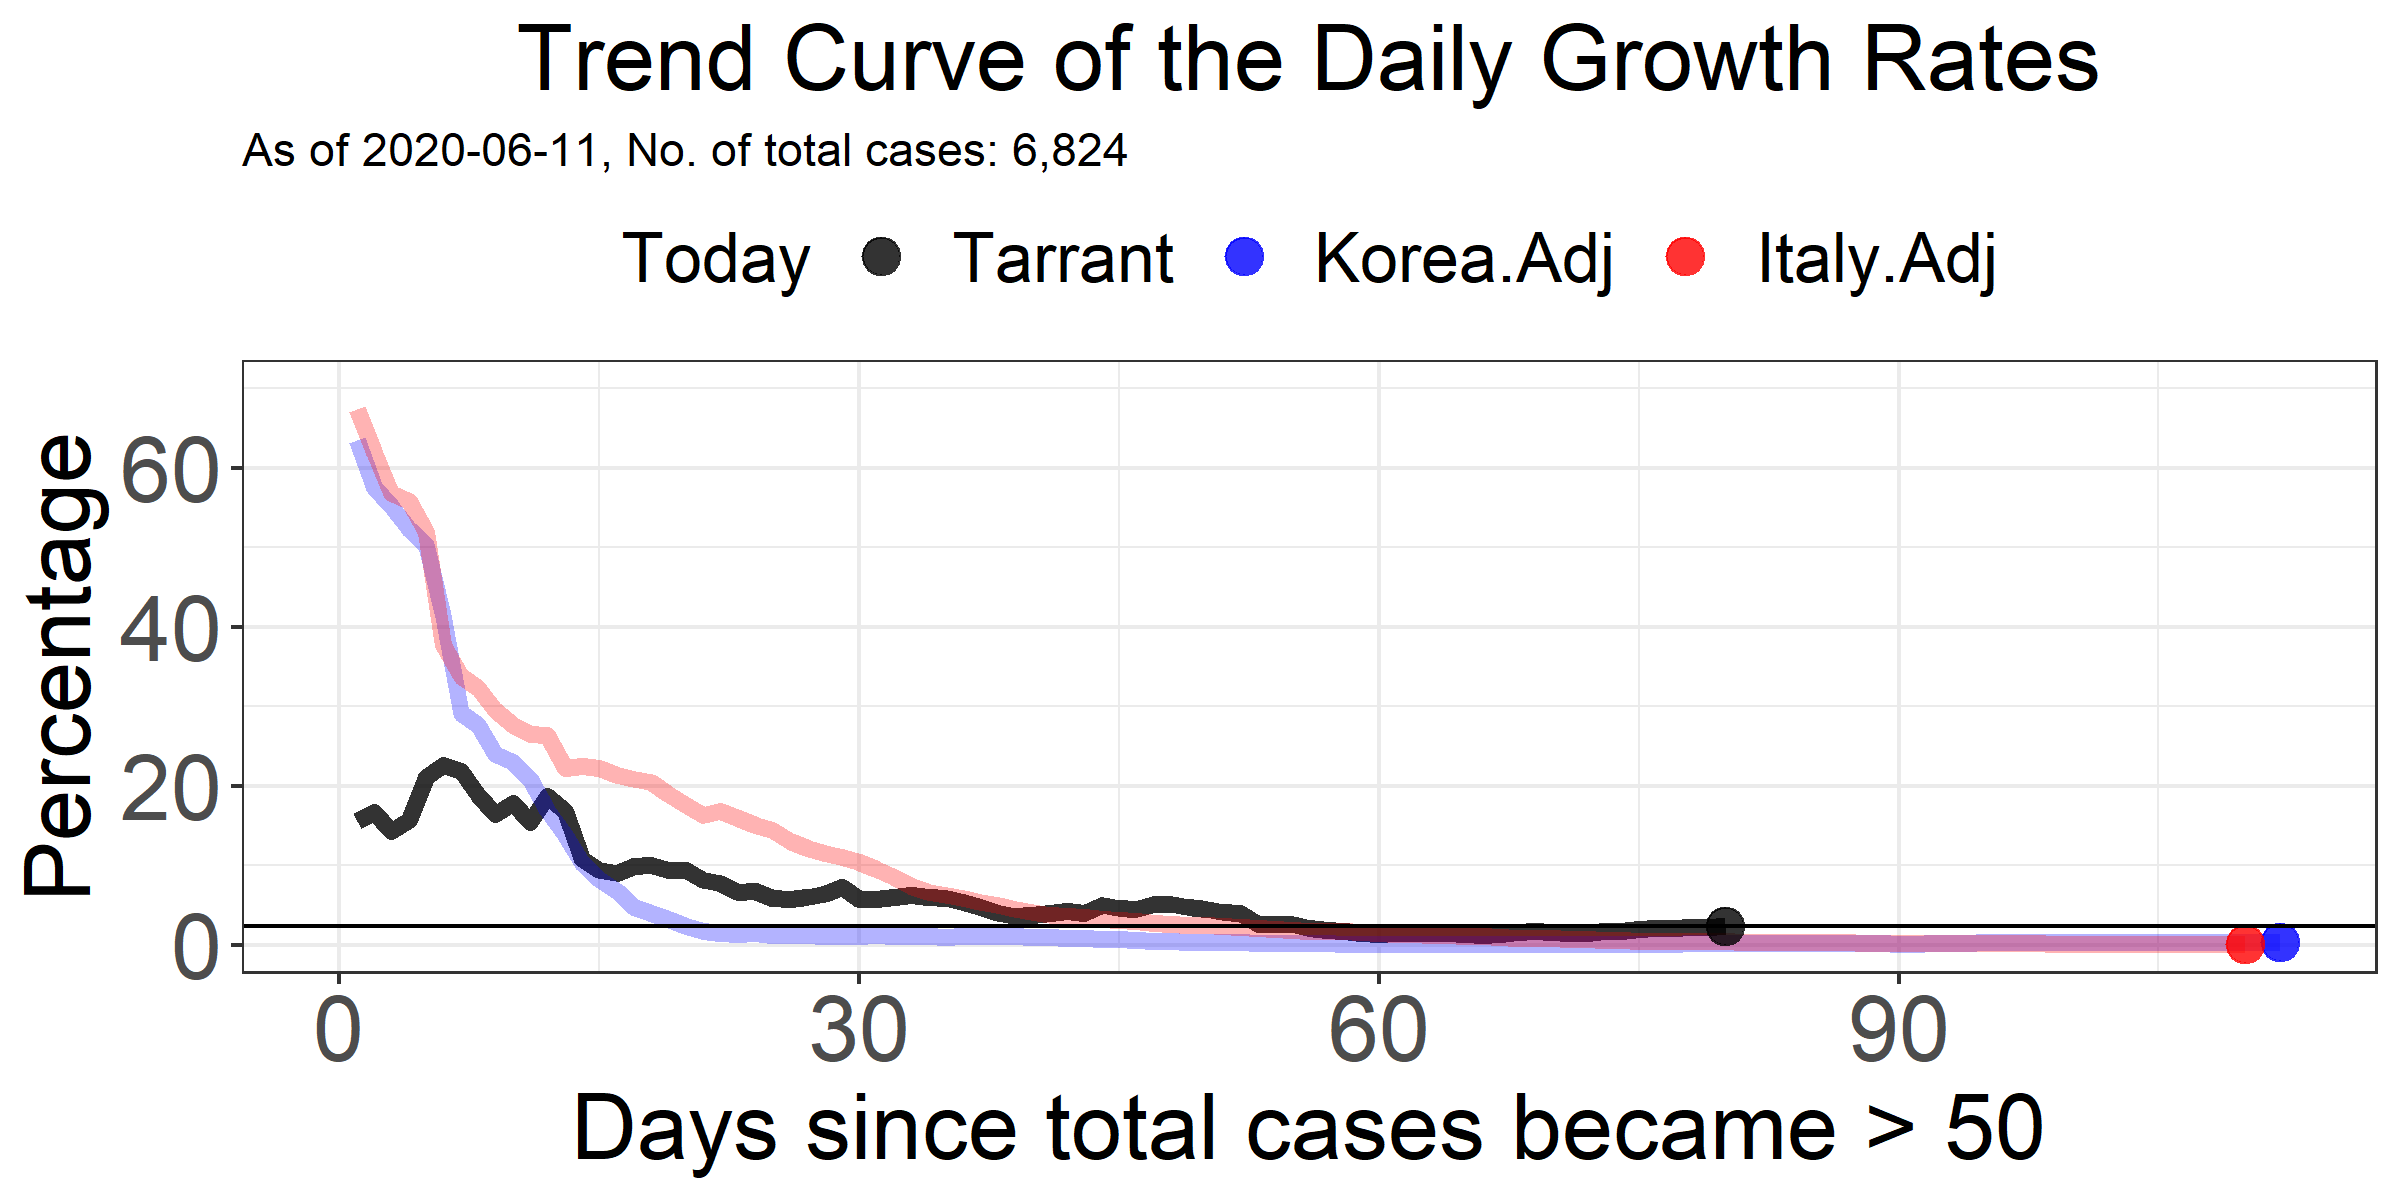 Trend Curve of the Daily Growth Rates
As of 2020-06-11, No. of total cases: 6,824
Today Tarrant Korea.Adj Italy.Adj
Percentage
60
40
20
0
0 30 60 90
Days since total cases became > 50